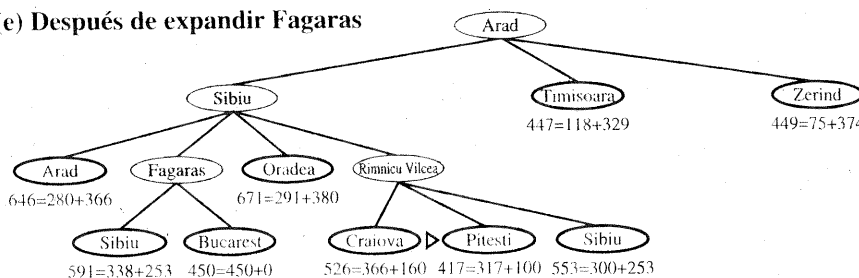 (e) Después de expandir Fagaras
Arad
Sibiu
Timisoara
Zerind
447=118+329
449=75+374
Arad
Fagaras
Oradea
Rimnicu Vilcea
646=280+366
671=291+380
Sibiu
Bucarest
Craiova
Pitesti
Sibiu
591=338+253
450=450+0
526=366+160
417=317+100
553=300+253